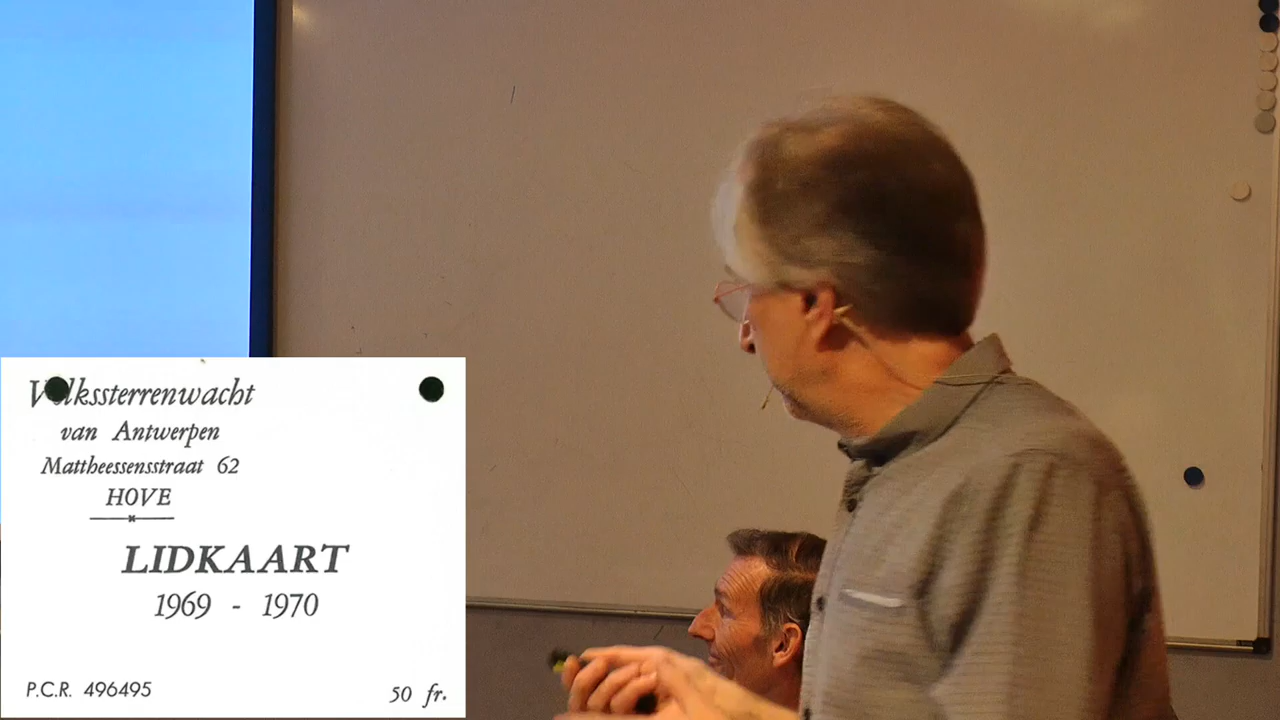 Volkssterrenwacht
van Antwerpen
Mattheessensstraat 62
HOVE
LIDKAART
1969 - 1970
P.C.R. 496495
50 fr.